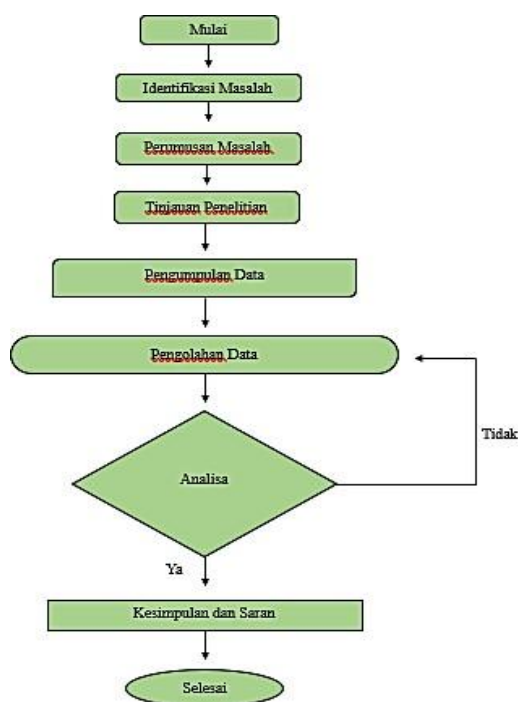 Mulai
Identifikasi Masalah
Perumusan Masalah
Tinjauan Penelitian
Pengumpulan Data
Pengolahan Data
Tidak
Analisa
Ya
Kesimpulan dan Saran
Selesai